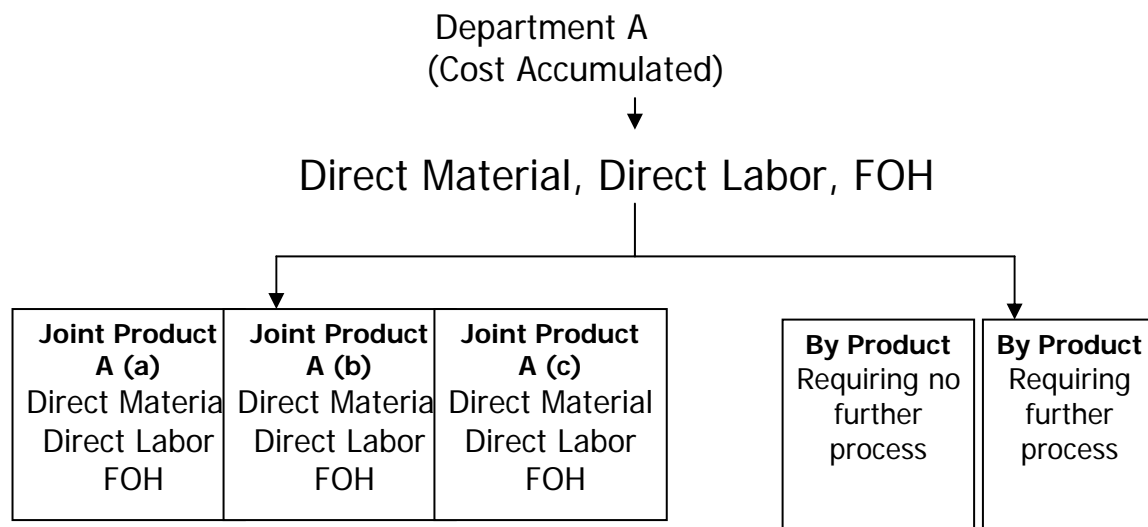 Department A
(Cost Accumulated)
Direct Material, Direct Labor, FOH
Joint Product
A (a)
Direct Materia
Direct Labor
FOH
Joint Product
A (b)
Direct Materia
Direct Labor
FOH
Joint Product
A (c)
Direct Material
Direct Labor
FOH
By Product
Requiring no
further
process
By Product
Requiring
further
process